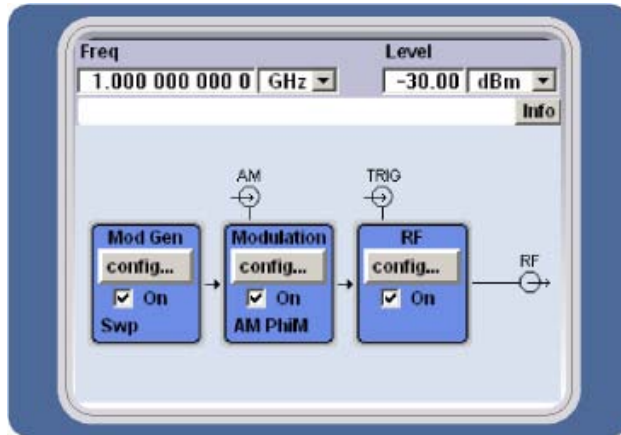 Freq Level
1.000 000 000 0 GHz -30.00 dBm
Info
AM TRIG
Mod Gen Modulation RF
config... config... config... RF
On On On
Swp AM PhiM